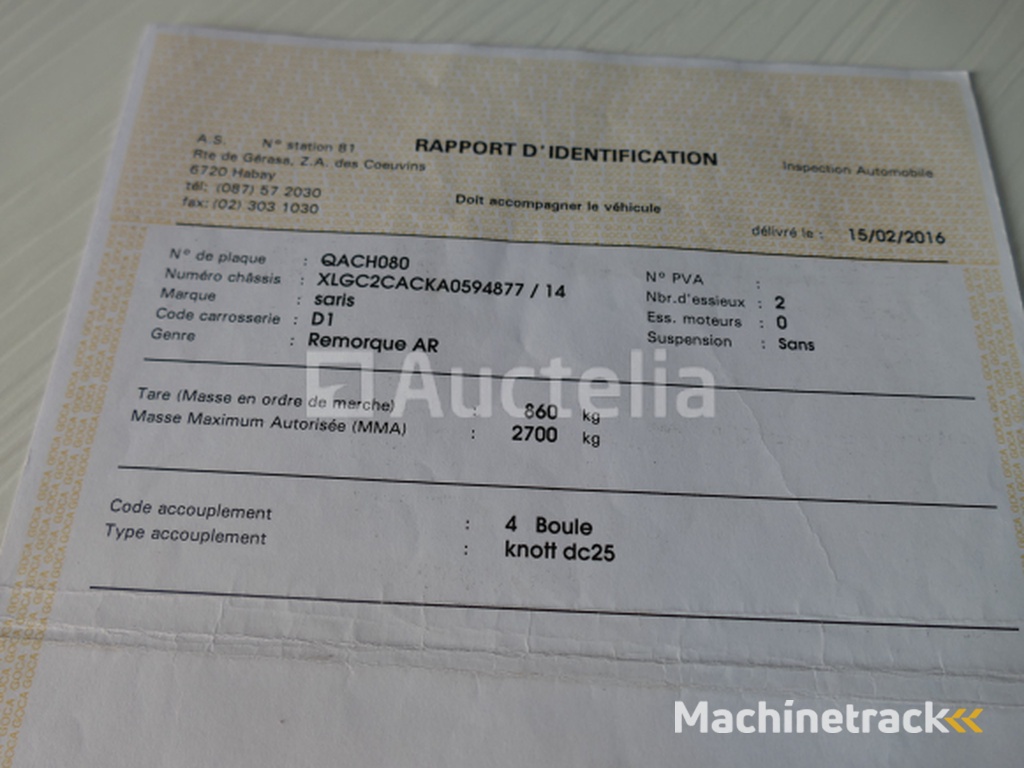 A.S. N° station 81
Rte de Gérasa, Z.A. des Coeuvins
6720 Habay
tél: (087) 57 2030
fax: (02) 303 1030
RAPPORT D'IDENTIFICATION
Doit accompagner le véhicule
Inspection Automobile
délivré le : 15/02/2016
N° de plaque : QACH080
Numéro châssis : XLGC2CACKA0594877 / 14
Marque : saris
Code carrosserie : D1
Genre : Remorque AR
N° PVA :
Nbr.d'essieux : 2
Ess. moteurs : 0
Suspension : Sans
Auctelia
Tare (Masse en ordre de marche) : 860 kg
Masse Maximum Autorisée (MMA) : 2700 kg
Code accouplement : 4 Boule
Type accouplement : knott dc25
Machinetrack